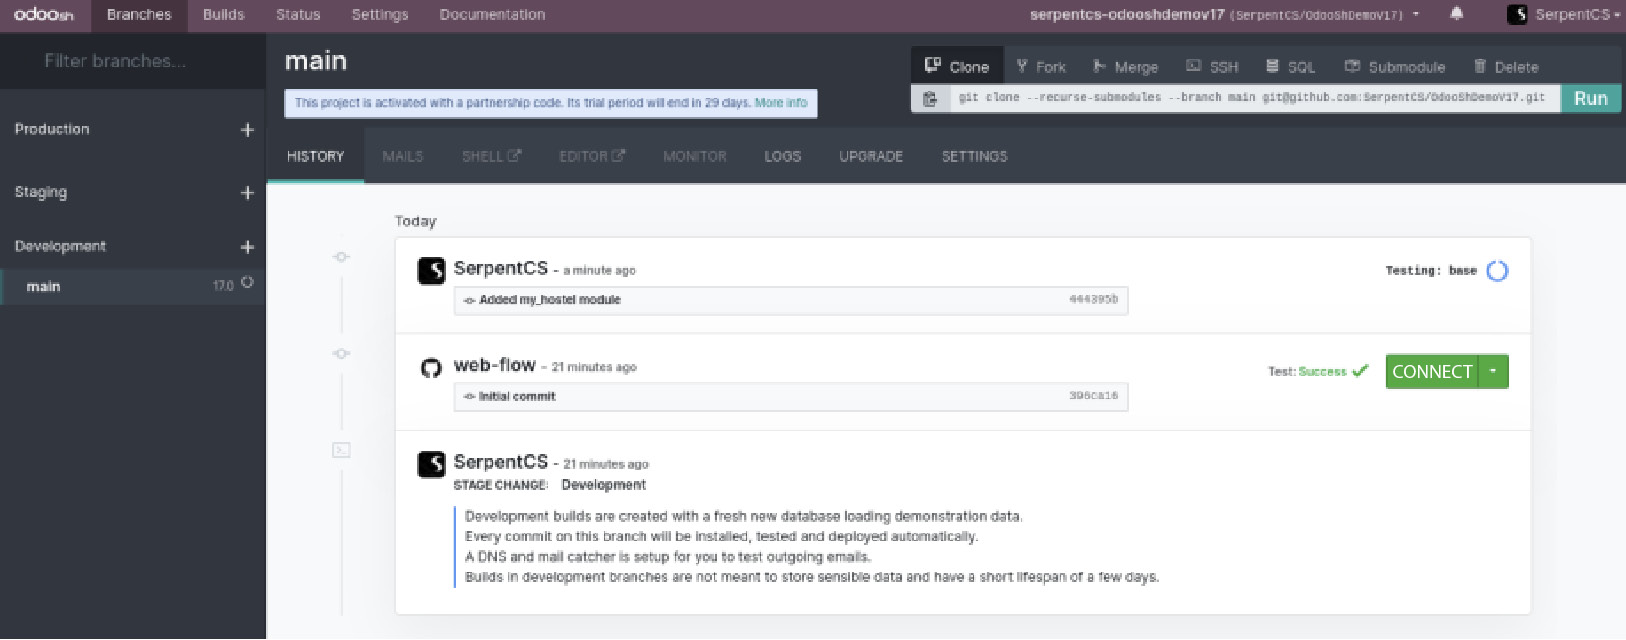 odoo.sh Branches Builds Status Settings Documentation serpentcs-odooshdemov17 (SerpentCS/OdooShDemoV17) SerpentCS
Filter branches...
Production
Staging
Development
main 17.0
main
Clone Fork Merge SSH SQL Submodule Delete
This project is activated with a partnership code. Its trial period will end in 29 days. More info
git clone --recurse-submodules --branch main git@github.com:SerpentCS/OdooShDemoV17.git Run
HISTORY MAILS SHELL EDITOR MONITOR LOGS UPGRADE SETTINGS
Today
SerpentCS - a minute ago Testing: base
Added my_hostel module 444395b
web-flow - 21 minutes ago Test: Success CONNECT
Initial commit 396ca16
SerpentCS - 21 minutes ago
STAGE CHANGE: Development
Development builds are created with a fresh new database loading demonstration data.
Every commit on this branch will be installed, tested and deployed automatically.
A DNS and mail catcher is setup for you to test outgoing emails.
Builds in development branches are not meant to store sensible data and have a short lifespan of a few days.